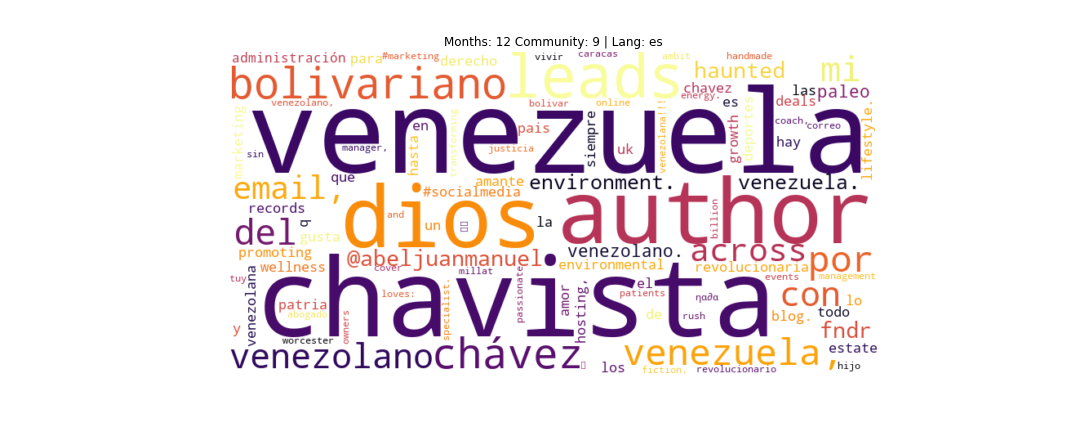 Months: 12 Community: 9 | Lang: es
administración para #marketing derecho vivir caracas ambit handmade
bolivariano leads haunted mi
chavez energy. las paleo
venezolano, bolivar online es deals
venezuela
marketing en pais siempre venezolana!!! growth deportes coach, correo lifestyle.
sin manager, hasta transforming justicia uk hay
que amante environment. venezuela.
email, #socialmedia
records dios author
del q and un la billion
gusta venezolano. across por
promoting @abeljuanmanuel
wellness cover millat environmental revolucionaria
tuy venezolana chavista el events management
loves: specialist. passionate amor hosting, patients ηαδα con lo
patria abogado. de rush blog. todo
y owners fndr
worcester
venezolano chávez venezuela , estate
los fiction. revolucionario hijo